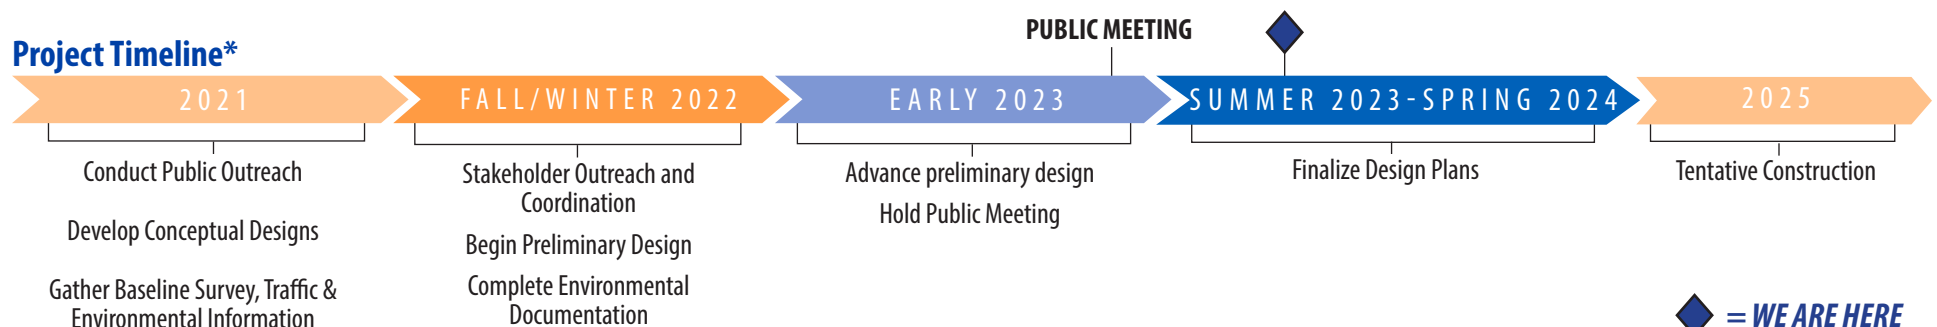 PUBLIC MEETING
Project Timeline*
2021
FALL/WINTER 2022
EARLY 2023
SUMMER 2023-SPRING 2024
2025
Conduct Public Outreach
Develop Conceptual Designs
Gather Baseline Survey, Traffic &
Environmental Information
Stakeholder Outreach and
Coordination
Begin Preliminary Design
Complete Environmental
Documentation
Advance preliminary design
Hold Public Meeting
Finalize Design Plans
Tentative Construction
= WE ARE HERE